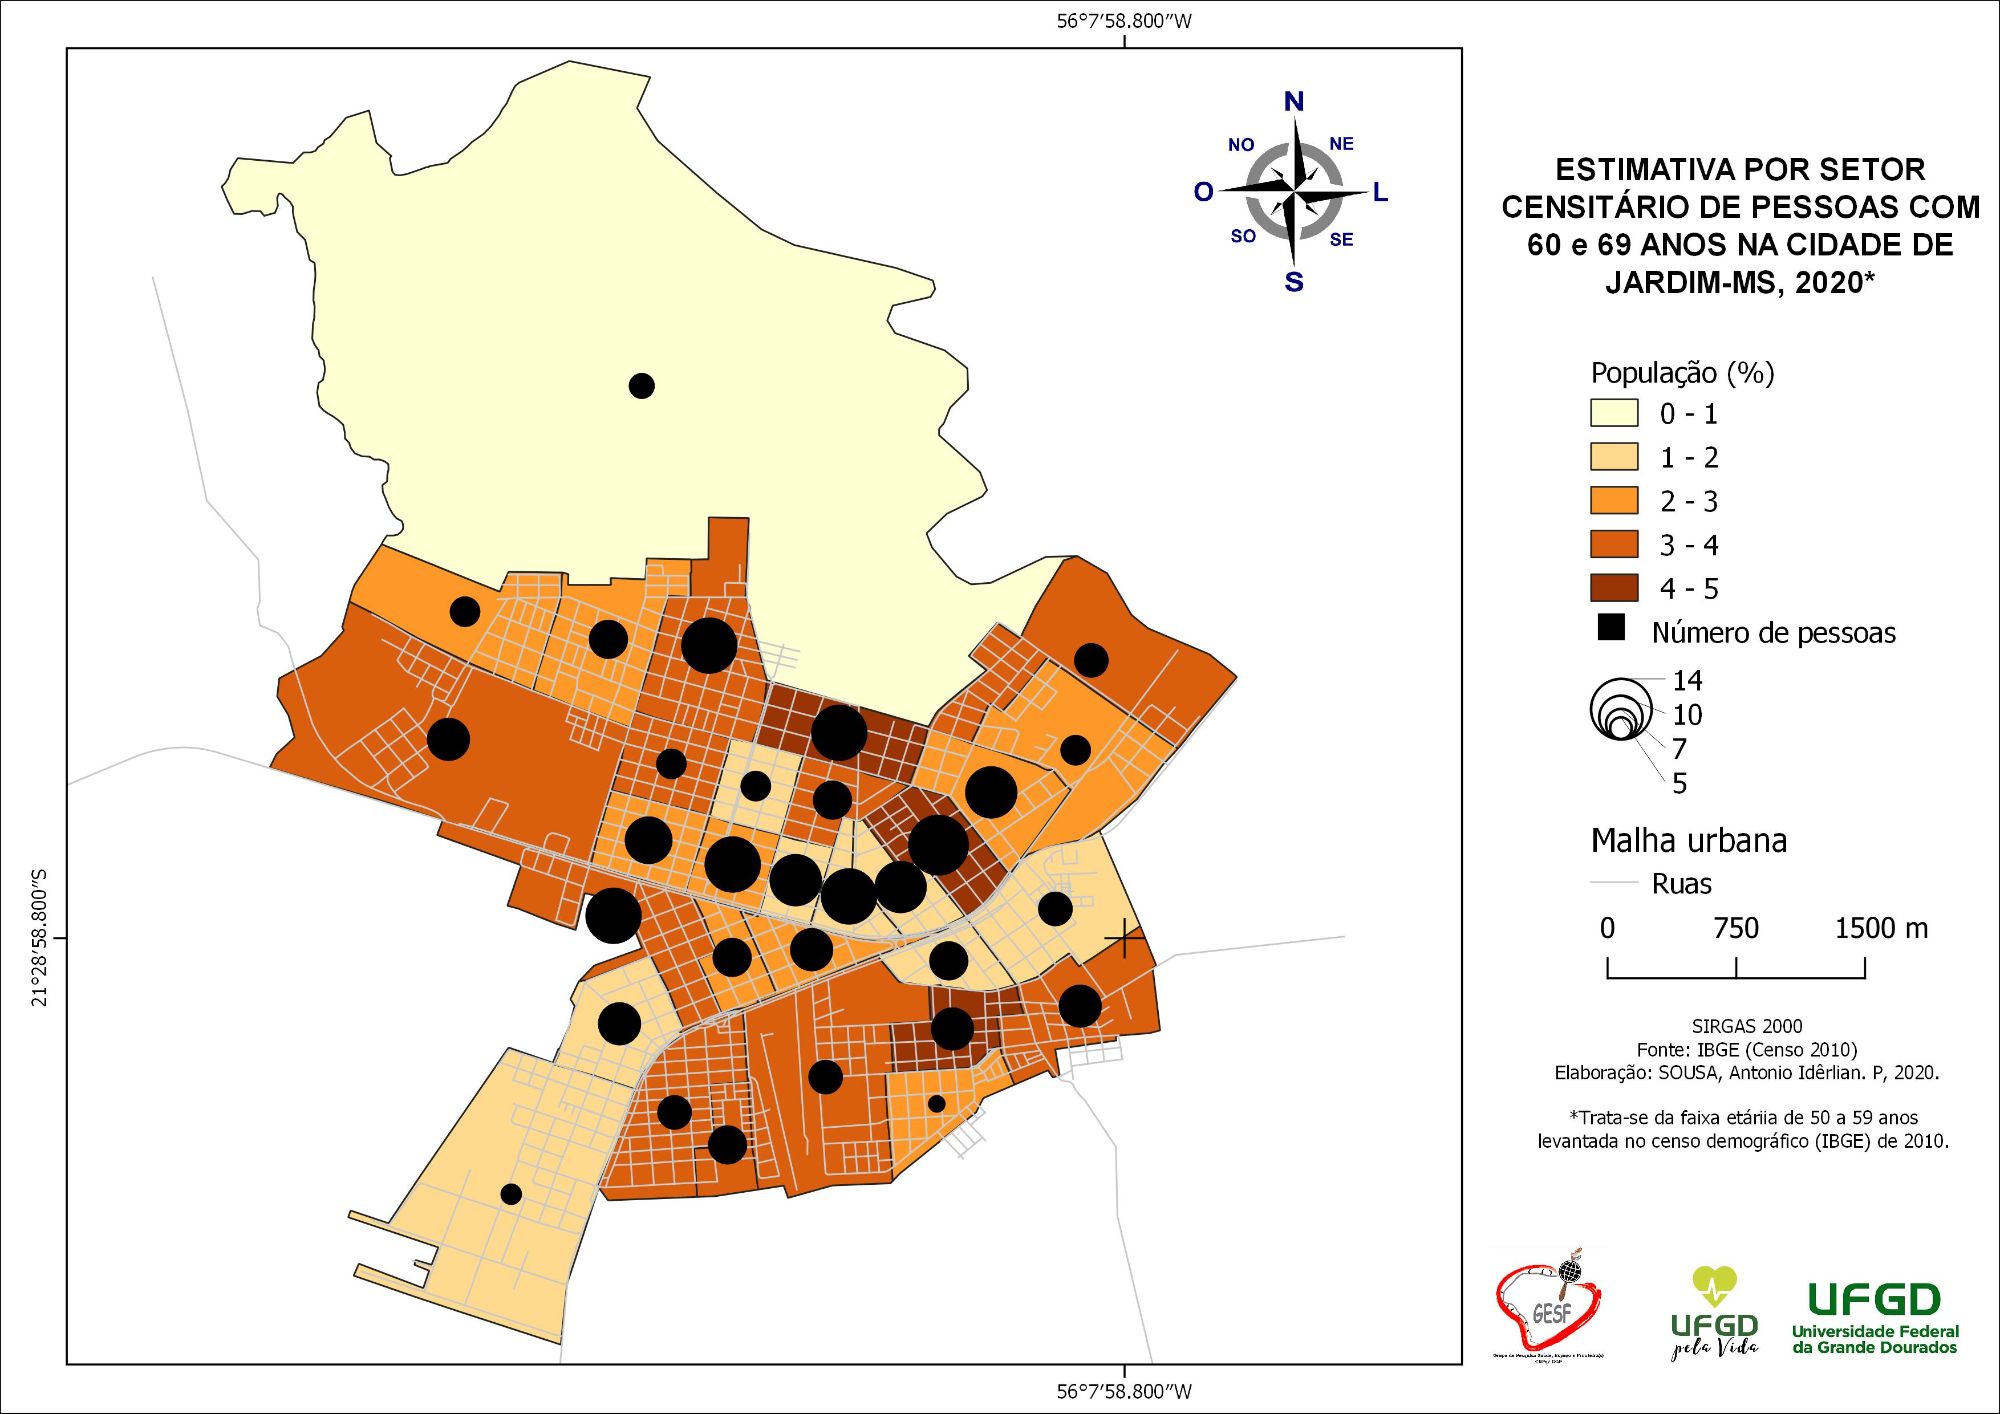 56°7′58.800″W
N
NO
NE
O
L
SO
SE
S
21°28′58.800″S
56°7′58.800″W
ESTIMATIVA POR SETOR
CENSITÁRIO DE PESSOAS COM
60 e 69 ANOS NA CIDADE DE
JARDIM-MS, 2020*
População (%)
0 - 1
1 - 2
2 - 3
3 - 4
4 - 5
Número de pessoas
14
10
7
5
Malha urbana
Ruas
0 750 1500 m
SIRGAS 2000
Fonte: IBGE (Censo 2010)
Elaboração: SOUSA, Antonio Idêrlian. P, 2020.
*Trata-se da faixa etáriia de 50 a 59 anos
levantada no censo demográfico (IBGE) de 2010.
GESF
UFGD
pela Vida
UFGD
Universidade Federal
da Grande Dourados